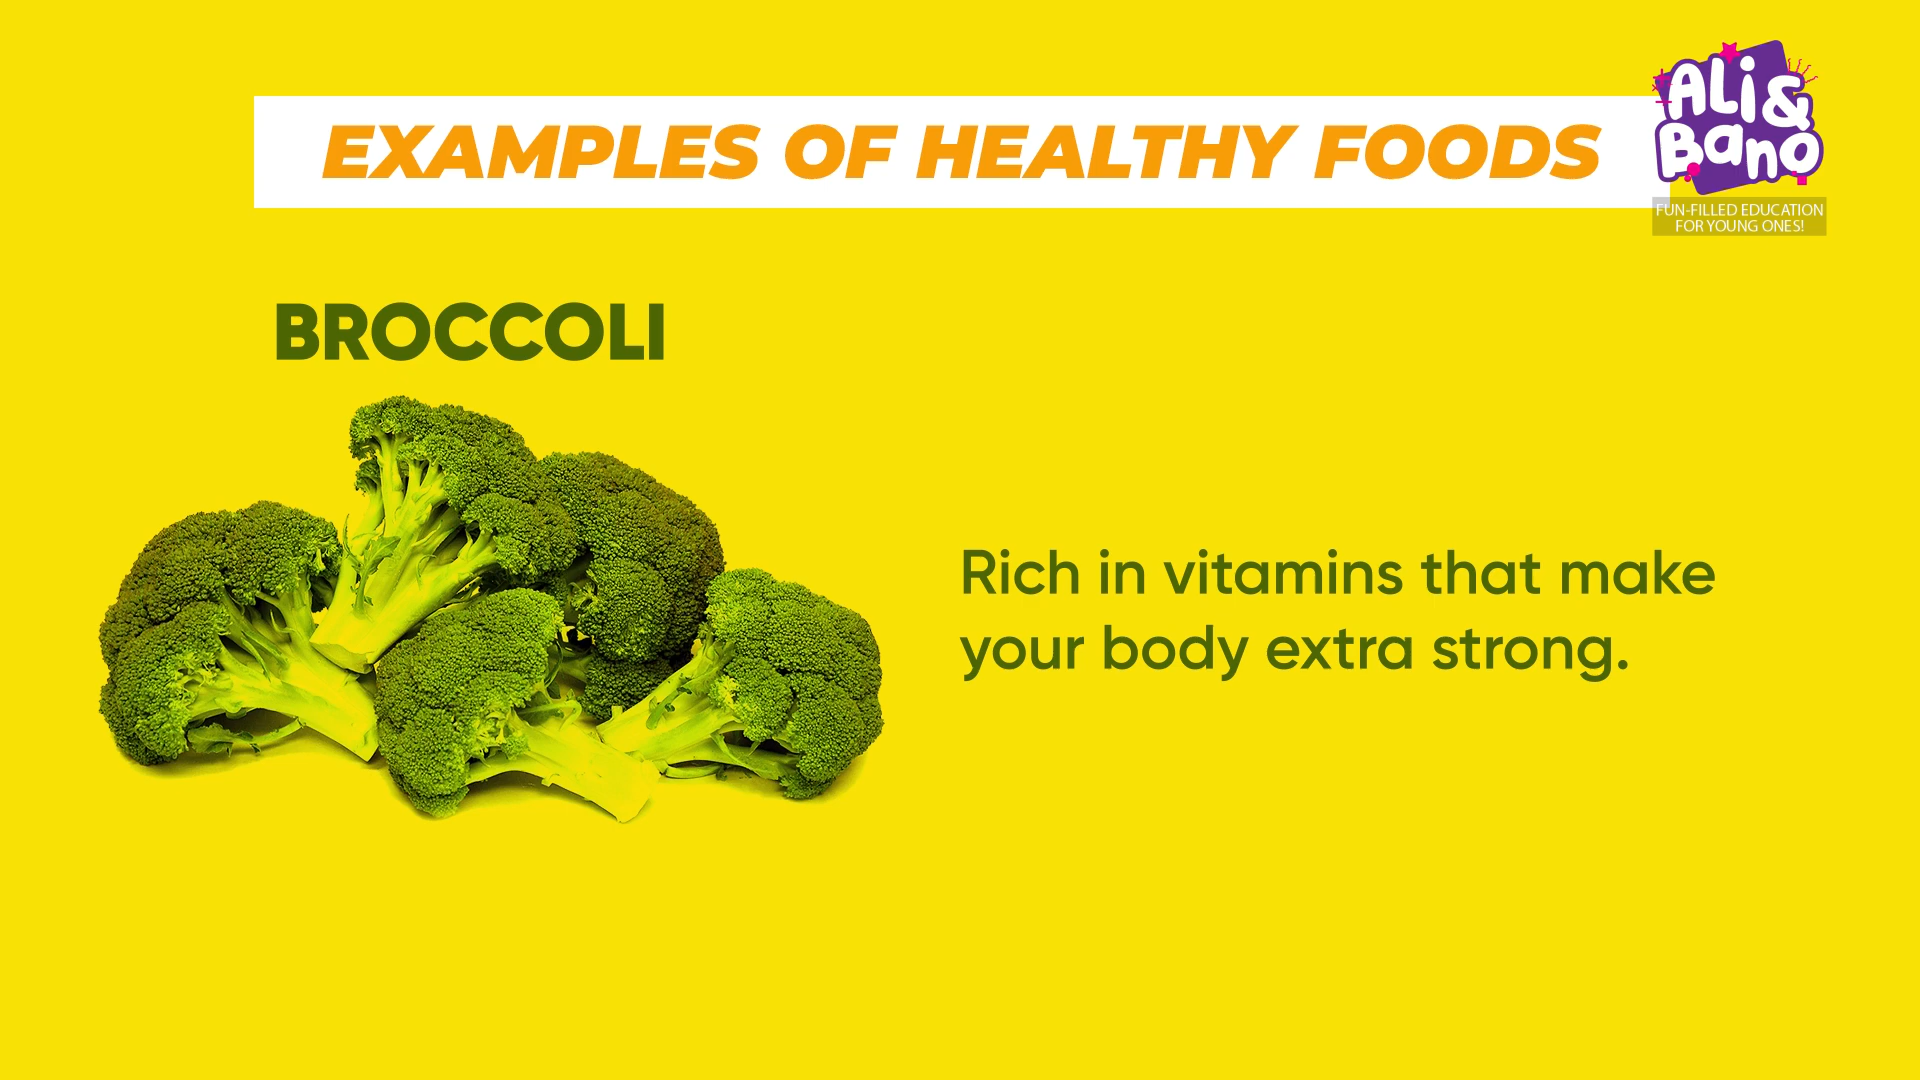 EXAMPLES OF HEALTHY FOODS
ALi &
Bano
FUN-FILLED EDUCATION
FOR YOUNG ONES!
BROCCOLI
Rich in vitamins that make
your body extra strong.